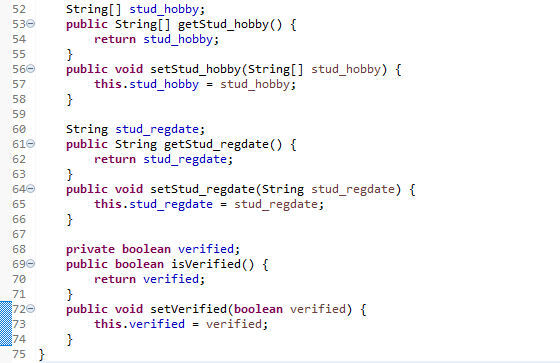 52 String[] stud_hobby;
53 public String[] getStud_hobby() {
54 return stud_hobby;
55 }
56 public void setStud_hobby(String[] stud_hobby) {
57 this.stud_hobby = stud_hobby;
58 }
59
60 String stud_regdate;
61 public String getStud_regdate() {
62 return stud_regdate;
63 }
64 public void setStud_regdate(String stud_regdate) {
65 this.stud_regdate = stud_regdate;
66 }
67
68 private boolean verified;
69 public boolean isVerified() {
70 return verified;
71 }
72 public void setVerified(boolean verified) {
73 this.verified = verified;
74 }
75 }